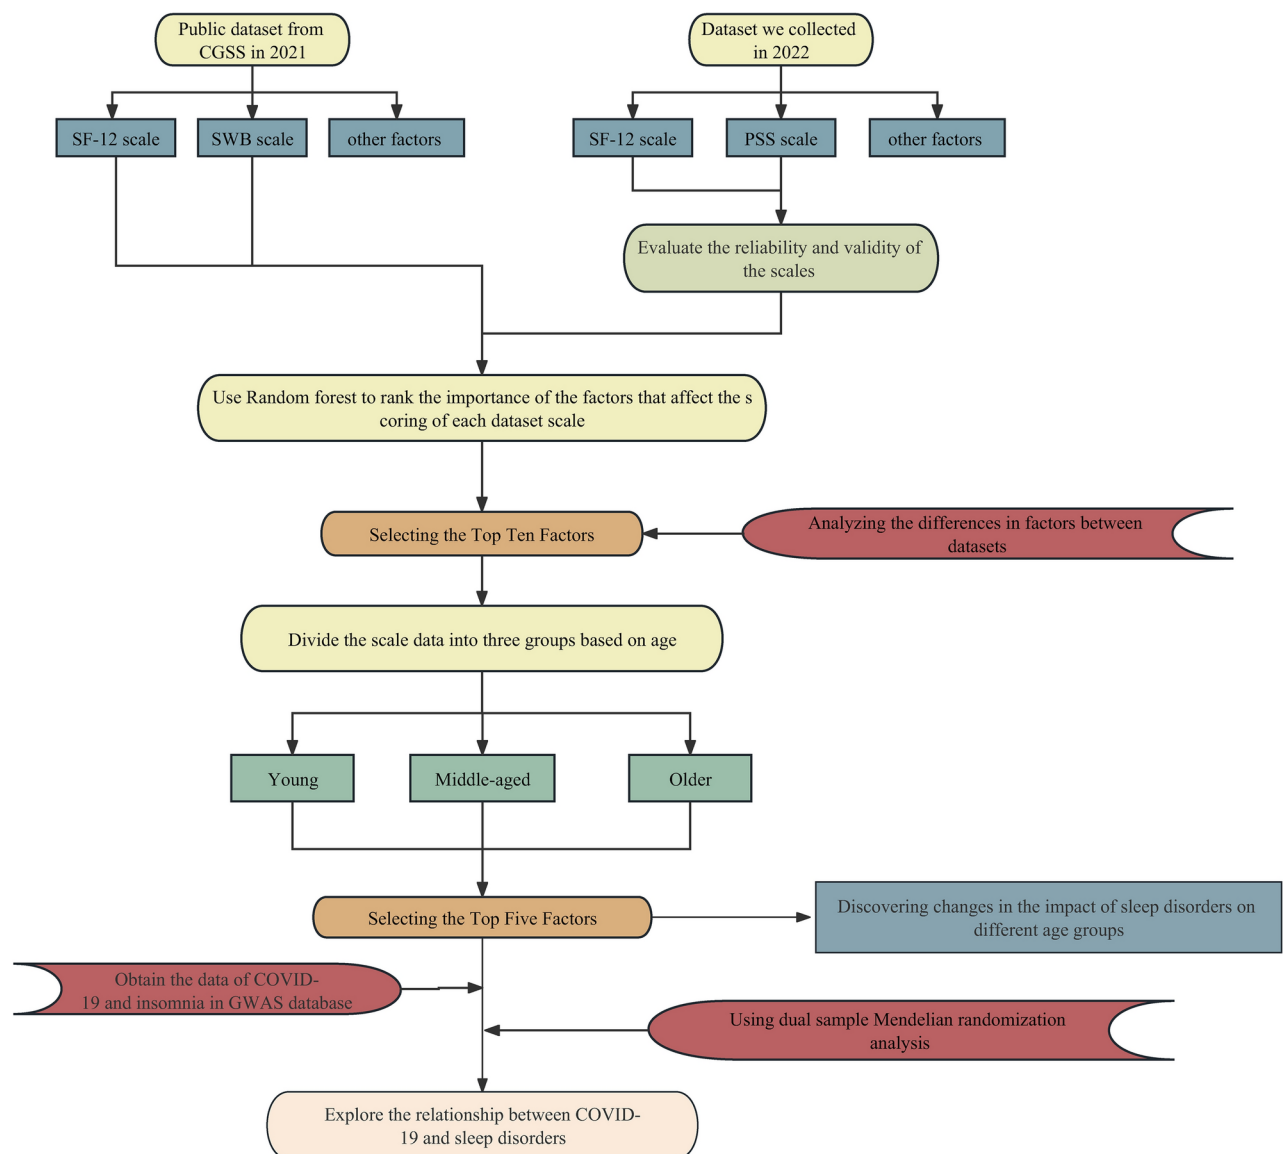 Public dataset from
CGSS in 2021
Dataset we collected
in 2022
SF-12 scale
SWB scale
other factors
SF-12 scale
PSS scale
other factors
Evaluate the reliability and validity of
the scales
Use Random forest to rank the importance of the factors that affect the s
coring of each dataset scale
Selecting the Top Ten Factors
Analyzing the differences in factors between
datasets
Divide the scale data into three groups based on age
Young
Middle-aged
Older
Selecting the Top Five Factors
Discovering changes in the impact of sleep disorders on
different age groups
Obtain the data of COVID-
19 and insomnia in GWAS database
Using dual sample Mendelian randomization
analysis
Explore the relationship between COVID-
19 and sleep disorders